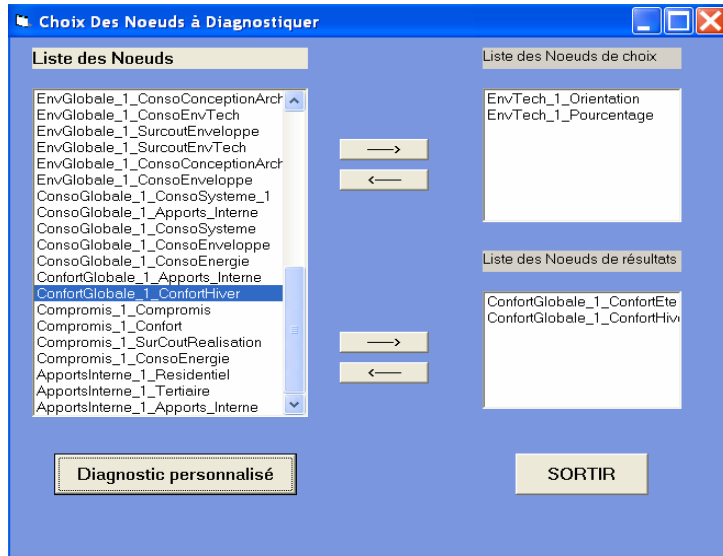 Choix Des Noeuds à Diagnostiquer
Liste des Noeuds
EnvGlobale_1_ConsoConceptionArch
EnvGlobale_1_ConsoEnvTech
EnvGlobale_1_SurcoutEnveloppe
EnvGlobale_1_SurcoutEnvTech
EnvGlobale_1_ConsoConceptionArch
EnvGlobale_1_ConsoEnveloppe
ConsoGlobale_1_ConsoSysteme_1
ConsoGlobale_1_Apports_Interne
ConsoGlobale_1_ConsoSysteme
ConsoGlobale_1_ConsoEnveloppe
ConsoGlobale_1_ConsoEnergie
ConfortGlobale_1_Apports_Interne
ConfortGlobale_1_ConfortHiver
Compromis_1_Compromis
Compromis_1_Confort
Compromis_1_SurCoutRealisation
Compromis_1_ConsoEnergie
ApportsInterne_1_Residentiel
ApportsInterne_1_Tertiaire
ApportsInterne_1_Apports_Interne
Liste des Noeuds de choix
EnvTech_1_Orientation
EnvTech_1_Pourcentage
Liste des Noeuds de résultats
ConfortGlobale_1_ConfortEte
ConfortGlobale_1_ConfortHiv
Diagnostic personnalisé
SORTIR